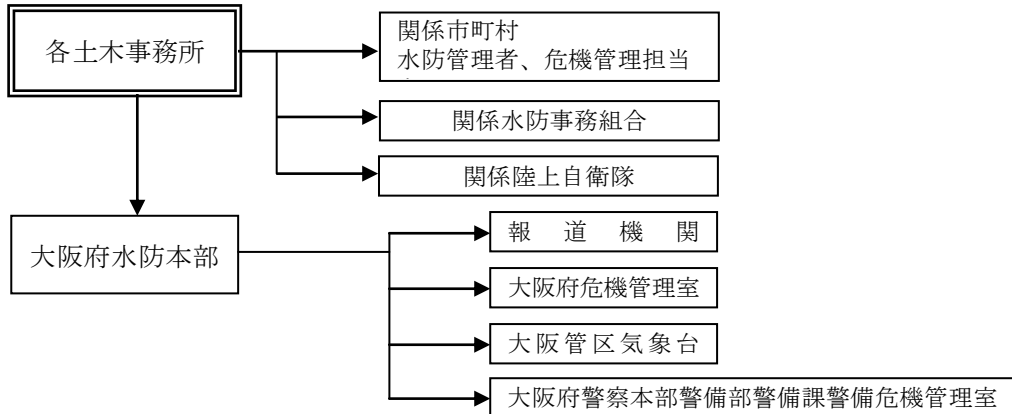 各土木事務所
関係市町村
水防管理者、危機管理担当
関係水防事務組合
関係陸上自衛隊
大阪府水防本部
報道機関
大阪府危機管理室
大阪管区気象台
大阪府警察本部警備部警備課警備危機管理室